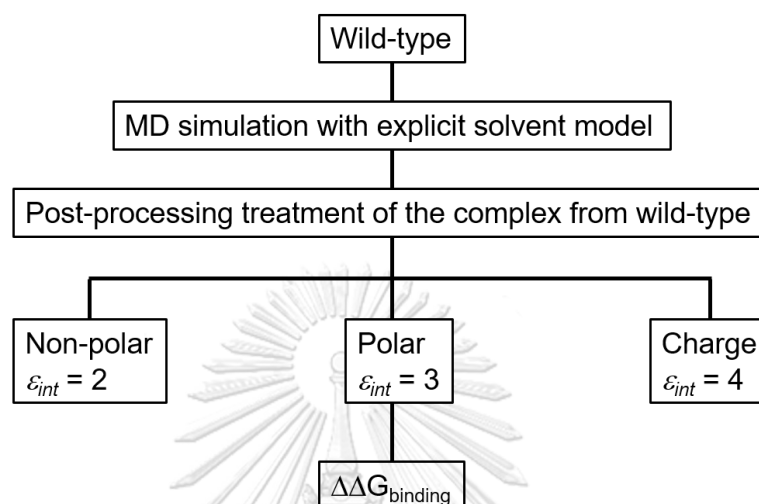 Wild-type
MD simulation with explicit solvent model
Post-processing treatment of the complex from wild-type
Non-polar
εint = 2
Polar
εint = 3
Charge
εint = 4
ΔΔGbinding